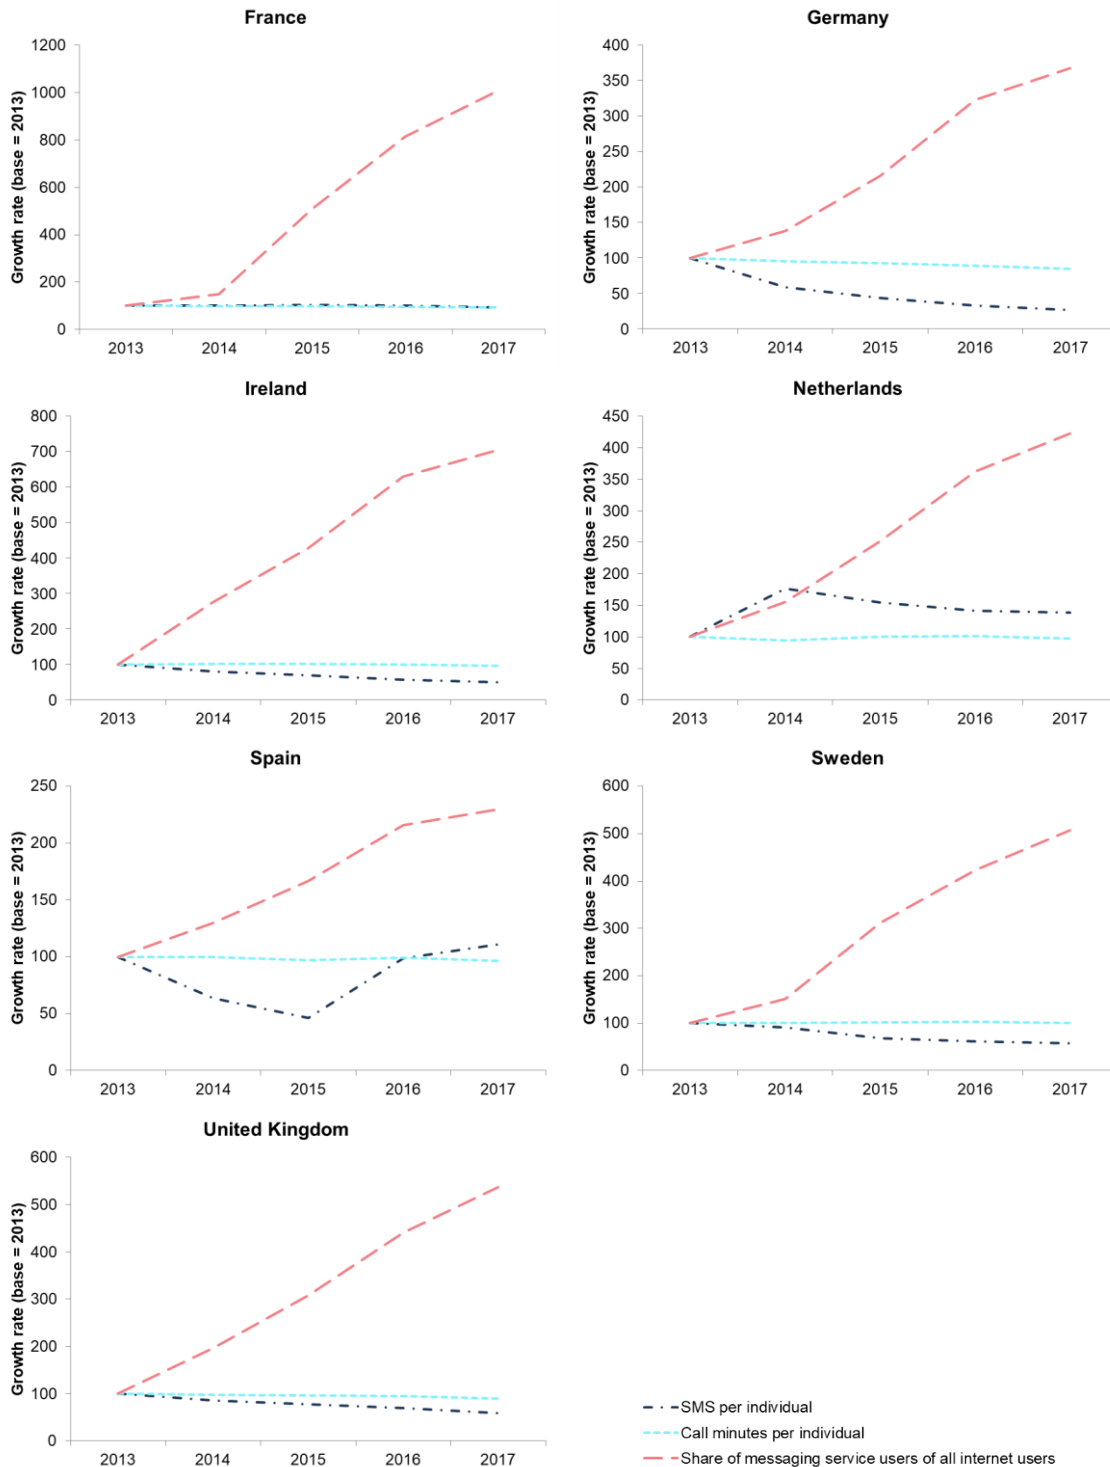 France
Growth rate (base = 2013)
1200
1000
800
600
400
200
0
2013 2014 2015 2016 2017
Germany
Growth rate (base = 2013)
400
350
300
250
200
150
100
50
0
2013 2014 2015 2016 2017
Ireland
Growth rate (base = 2013)
800
700
600
500
400
300
200
100
0
2013 2014 2015 2016 2017
Netherlands
Growth rate (base = 2013)
450
400
350
300
250
200
150
100
50
0
2013 2014 2015 2016 2017
Spain
Growth rate (base = 2013)
250
200
150
100
50
0
2013 2014 2015 2016 2017
Sweden
Growth rate (base = 2013)
600
500
400
300
200
100
0
2013 2014 2015 2016 2017
United Kingdom
Growth rate (base = 2013)
600
500
400
300
200
100
0
2013 2014 2015 2016 2017
SMS per individual
Call minutes per individual
Share of messaging service users of all internet users